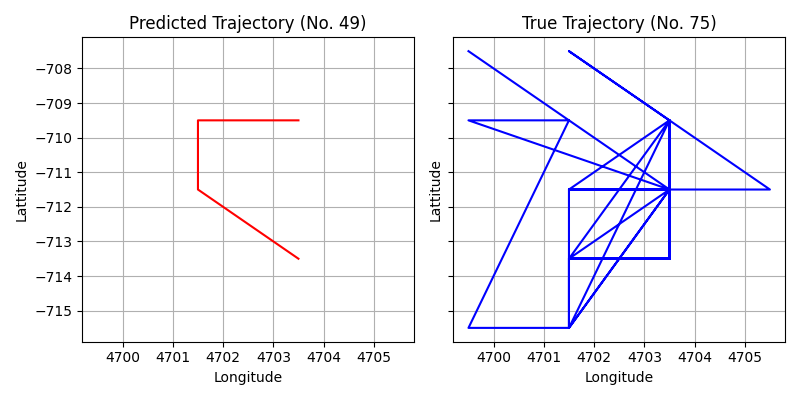 Predicted Trajectory (No. 49)
True Trajectory (No. 75)
−708
−709
−710
−711
−712
−713
−714
−715
Lattitude
Lattitude
4700 4701 4702 4703 4704 4705
4700 4701 4702 4703 4704 4705
Longitude
Longitude